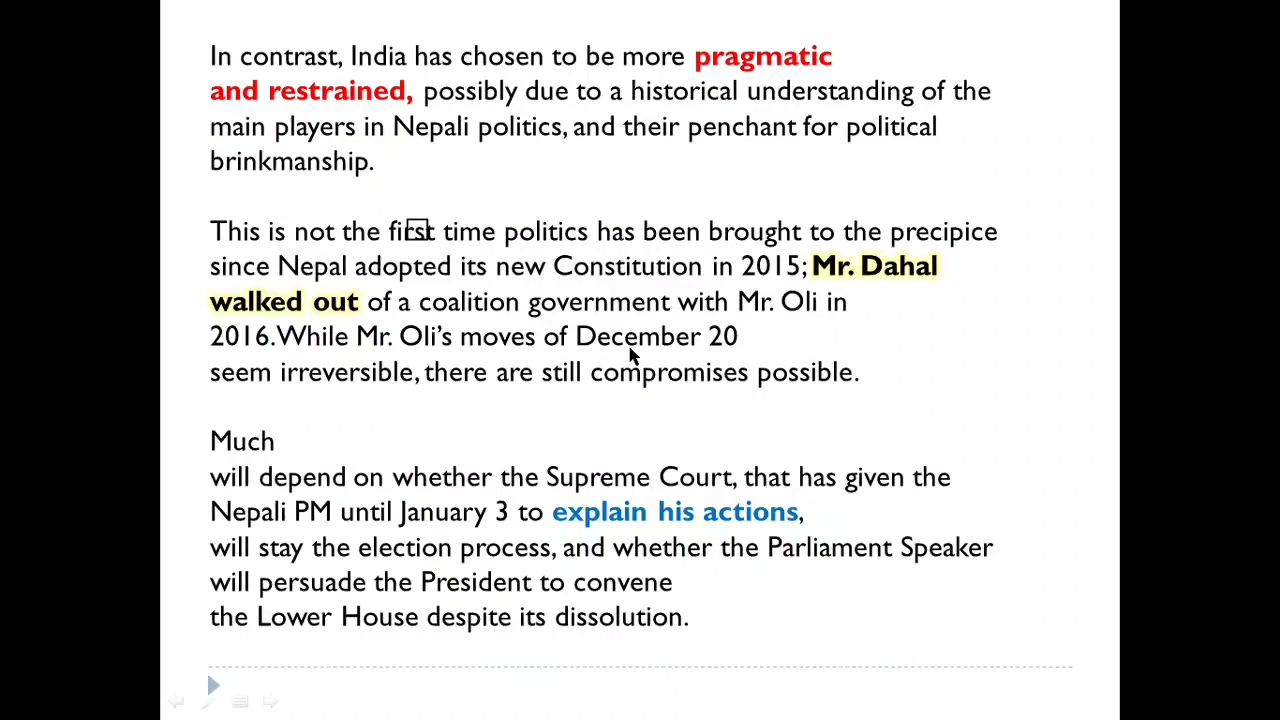 In contrast, India has chosen to be more pragmatic
and restrained, possibly due to a historical understanding of the
main players in Nepali politics, and their penchant for political
brinkmanship.
This is not the first time politics has been brought to the precipice
since Nepal adopted its new Constitution in 2015; Mr. Dahal
walked out of a coalition government with Mr. Oli in
2016. While Mr. Oli’s moves of December 20
seem irreversible, there are still compromises possible.
Much
will depend on whether the Supreme Court, that has given the
Nepali PM until January 3 to explain his actions,
will stay the election process, and whether the Parliament Speaker
will persuade the President to convene
the Lower House despite its dissolution.